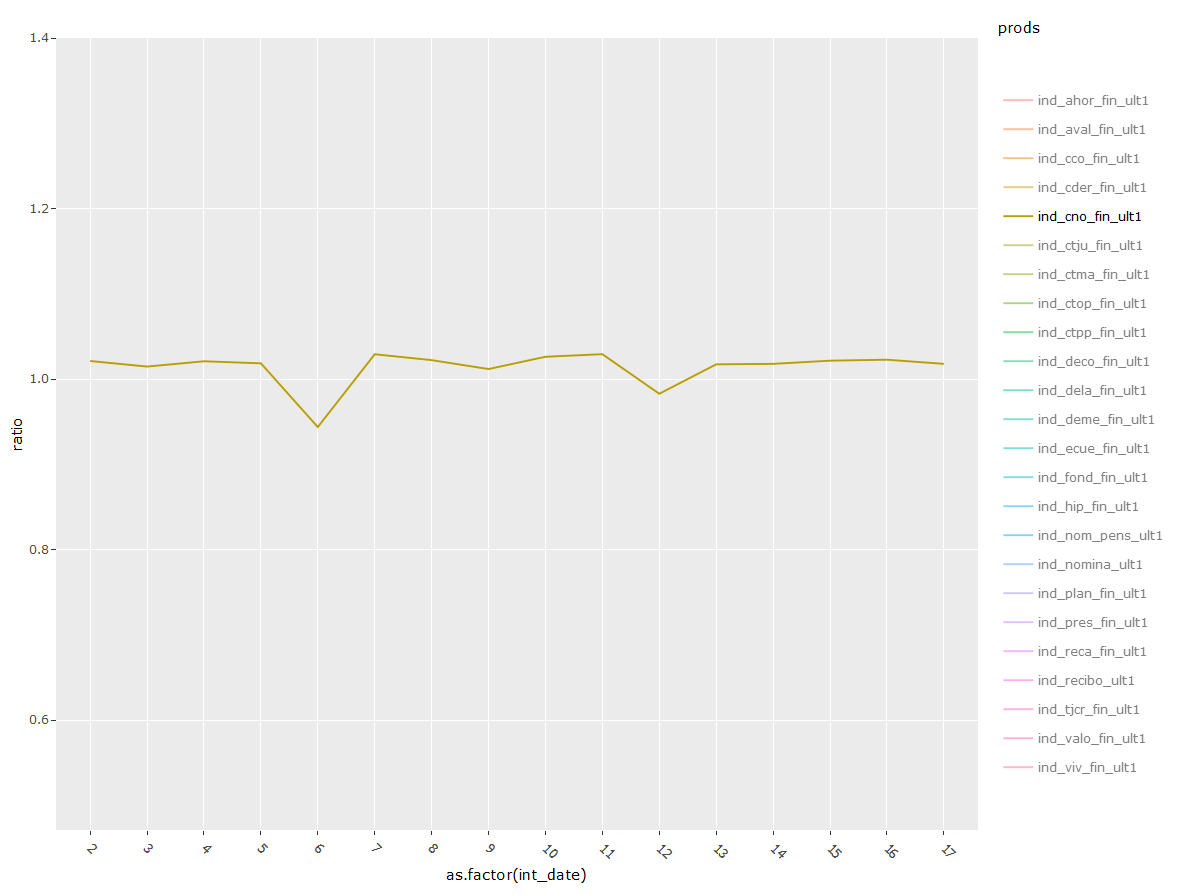 prods
1.4
1.2
1.0
0.8
0.6
ratio
2 3 4 5 6 7 8 9 10 11 12 13 14 15 16 17
as.factor(int_date)
ind_ahor_fin_ult1
ind_aval_fin_ult1
ind_cco_fin_ult1
ind_cder_fin_ult1
ind_cno_fin_ult1
ind_ctju_fin_ult1
ind_ctma_fin_ult1
ind_ctop_fin_ult1
ind_ctpp_fin_ult1
ind_deco_fin_ult1
ind_dela_fin_ult1
ind_deme_fin_ult1
ind_ecue_fin_ult1
ind_fond_fin_ult1
ind_hip_fin_ult1
ind_nom_pens_ult1
ind_nomina_ult1
ind_plan_fin_ult1
ind_pres_fin_ult1
ind_reca_fin_ult1
ind_recibo_ult1
ind_tjcr_fin_ult1
ind_valo_fin_ult1
ind_viv_fin_ult1